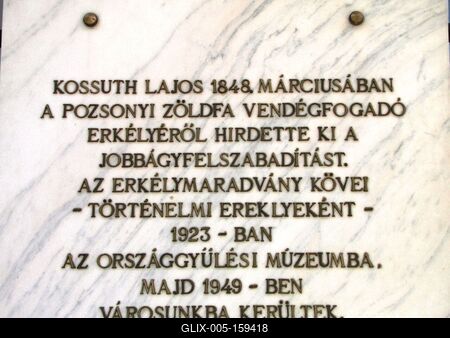 KOSSUTH LAJOS 1848. MÁRCIUSÁBAN
A POZSONYI ZÖLDFA VENDÉGFOGADÓ
ERKÉLYÉRŐL HIRDETTE KI A
JOBBÁGYFELSZABADÍTÁST.
AZ ERKÉLYMARADVÁNY KÖVEI
- TÖRTÉNELMI EREKLYEKÉNT -
1923 - BAN
AZ ORSZÁGGYŰLÉSI MÚZEUMBA,
MAJD 1949 - BEN
VÁROSUNKBA KERÜLTEK.
GLX-005-159418